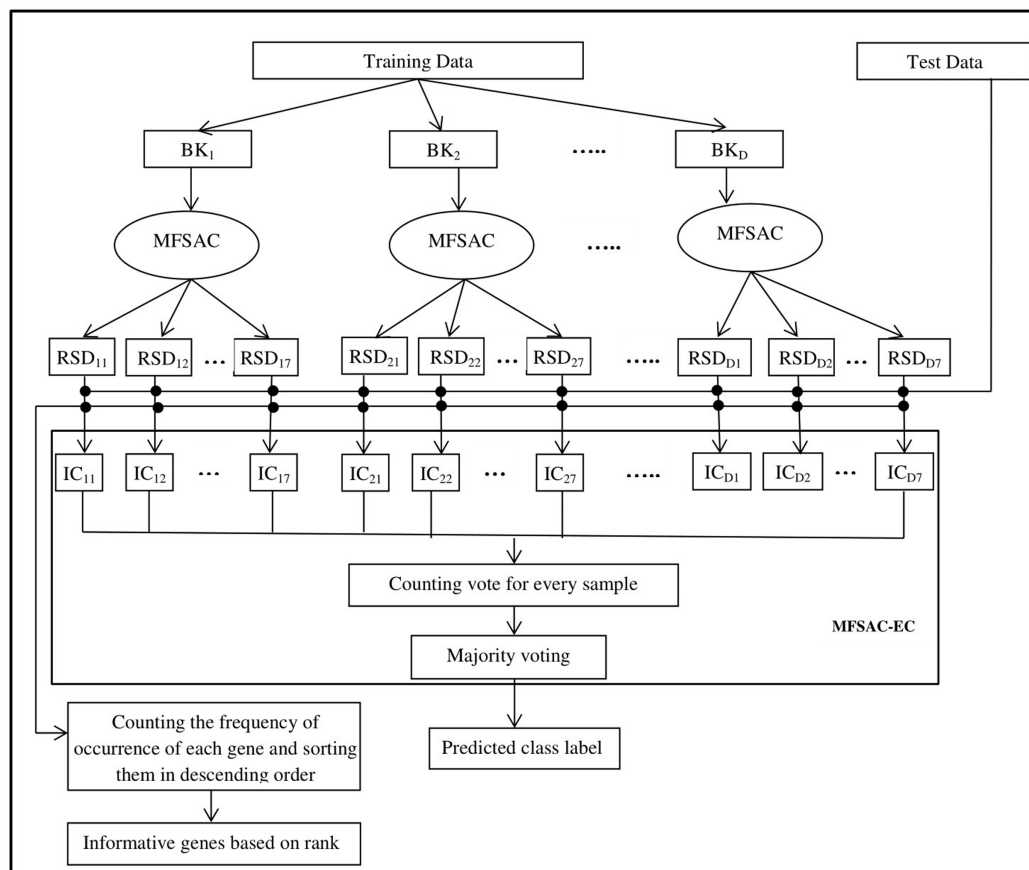 Training Data
Test Data
BK1 BK2 ..... BKD
MFSAC MFSAC ..... MFSAC
RSD11 RSD12 ... RSD17 RSD21 RSD22 ... RSD27 ..... RSDD1 RSDD2 ... RSDD7
IC11 IC12 ... IC17 IC21 IC22 ... IC27 ..... ICD1 ICD2 ... ICD7
Counting vote for every sample
MFSAC-EC
Majority voting
Counting the frequency of
occurrence of each gene and sorting
them in descending order
Predicted class label
Informative genes based on rank